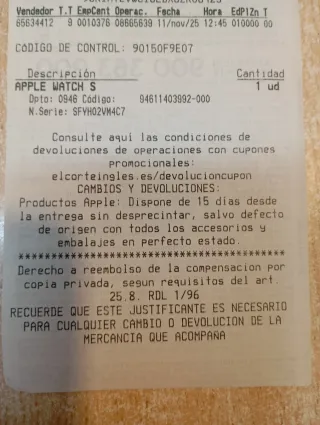 Vendedor T.T EmpCent Operac. Fecha Hora EdPlZn T
65634412 9 0010376 08665639 11/nov/25 12:45 010000 00
CODIGO DE CONTROL: 90150F9E07
Descripción Cantidad
APPLE WATCH S 1 ud
Dpto: 0946 Código: 94611403992-000
N.Serie: SFVH02VM4C7
Consulte aquí las condiciones de
devoluciones de operaciones con cupones
promocionales:
elcorteingles.es/devolucioncupon
CAMBIOS Y DEVOLUCIONES:
Productos Apple: Dispone de 15 días desde
la entrega sin desprecintar, salvo defecto
de origen con todos los accesorios y
embalajes en perfecto estado.
*****************************************
Derecho a reembolso de la compensacion por
copia privada, segun requisitos del art.
25.8. RDL 1/96
RECUERDE QUE ESTE JUSTIFICANTE ES NECESARIO
PARA CUALQUIER CAMBIO O DEVOLUCION DE LA
MERCANCIA QUE ACOMPAÑA